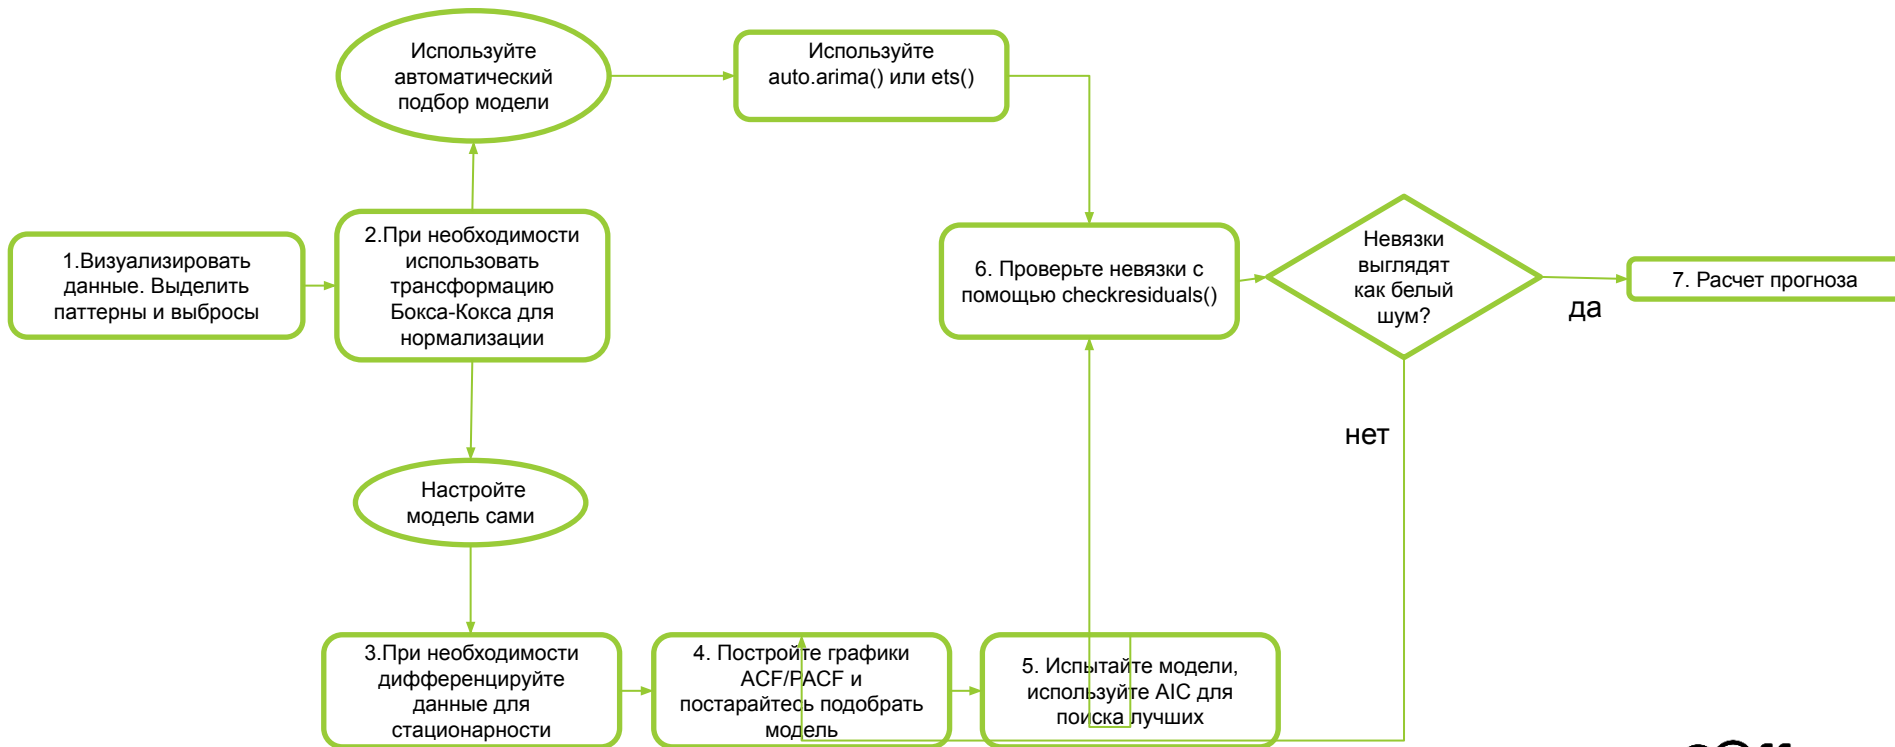 Используйте
автоматический
подбор модели
Используйте
auto.arima() или ets()
1.Визуализировать
данные. Выделить
паттерны и выбросы
2.При необходимости
использовать
трансформацию
Бокса-Кокса для
нормализации
6. Проверьте невязки с
помощью checkresiduals()
Невязки
выглядят
как белый
шум?
да
7. Расчет прогноза
нет
Настройте
модель сами
3.При необходимости
дифференцируйте
данные для
стационарности
4. Постройте графики
ACF/PACF и
постарайтесь подобрать
модель
5. Испытайте модели,
используйте AIC для
поиска лучших